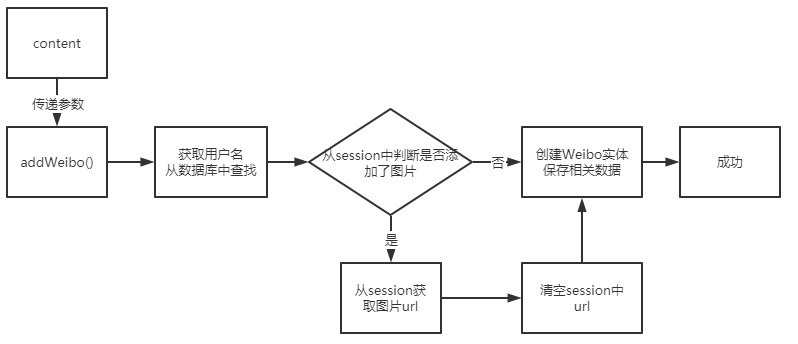 content
传递参数
addWeibo()
获取用户名
从数据库中查找
从session中判断是否添
加了图片
否
创建Weibo实体
保存相关数据
成功
是
从session获
取图片url
清空session中
url